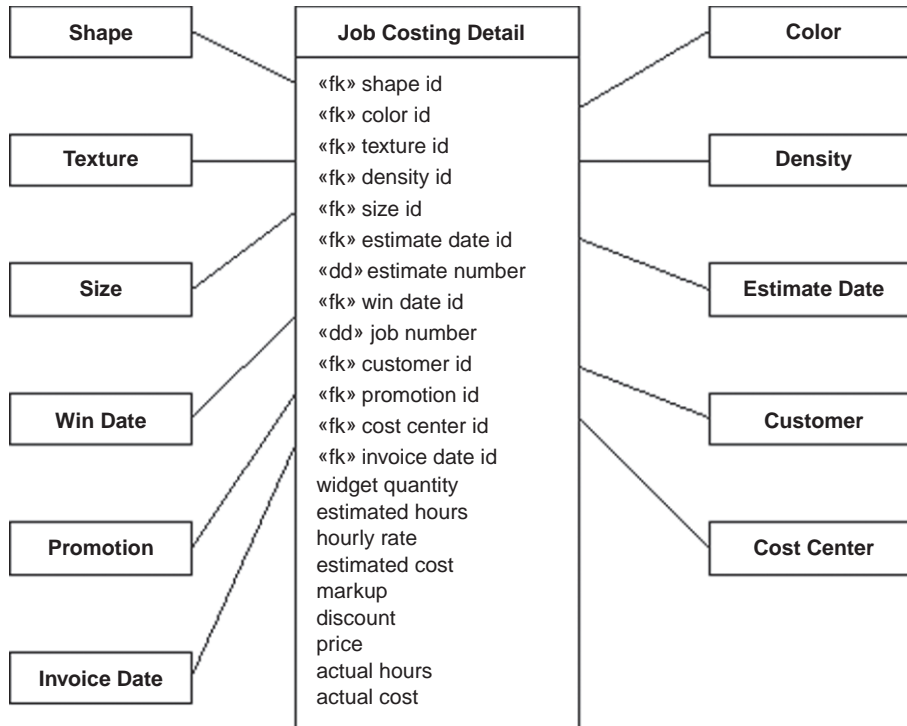 Shape
Texture
Size
Win Date
Promotion
Invoice Date
Job Costing Detail
«fk» shape id
«fk» color id
«fk» texture id
«fk» density id
«fk» size id
«fk» estimate date id
«dd» estimate number
«fk» win date id
«dd» job number
«fk» customer id
«fk» promotion id
«fk» cost center id
«fk» invoice date id
widget quantity
estimated hours
hourly rate
estimated cost
markup
discount
price
actual hours
actual cost
Color
Density
Estimate Date
Customer
Cost Center